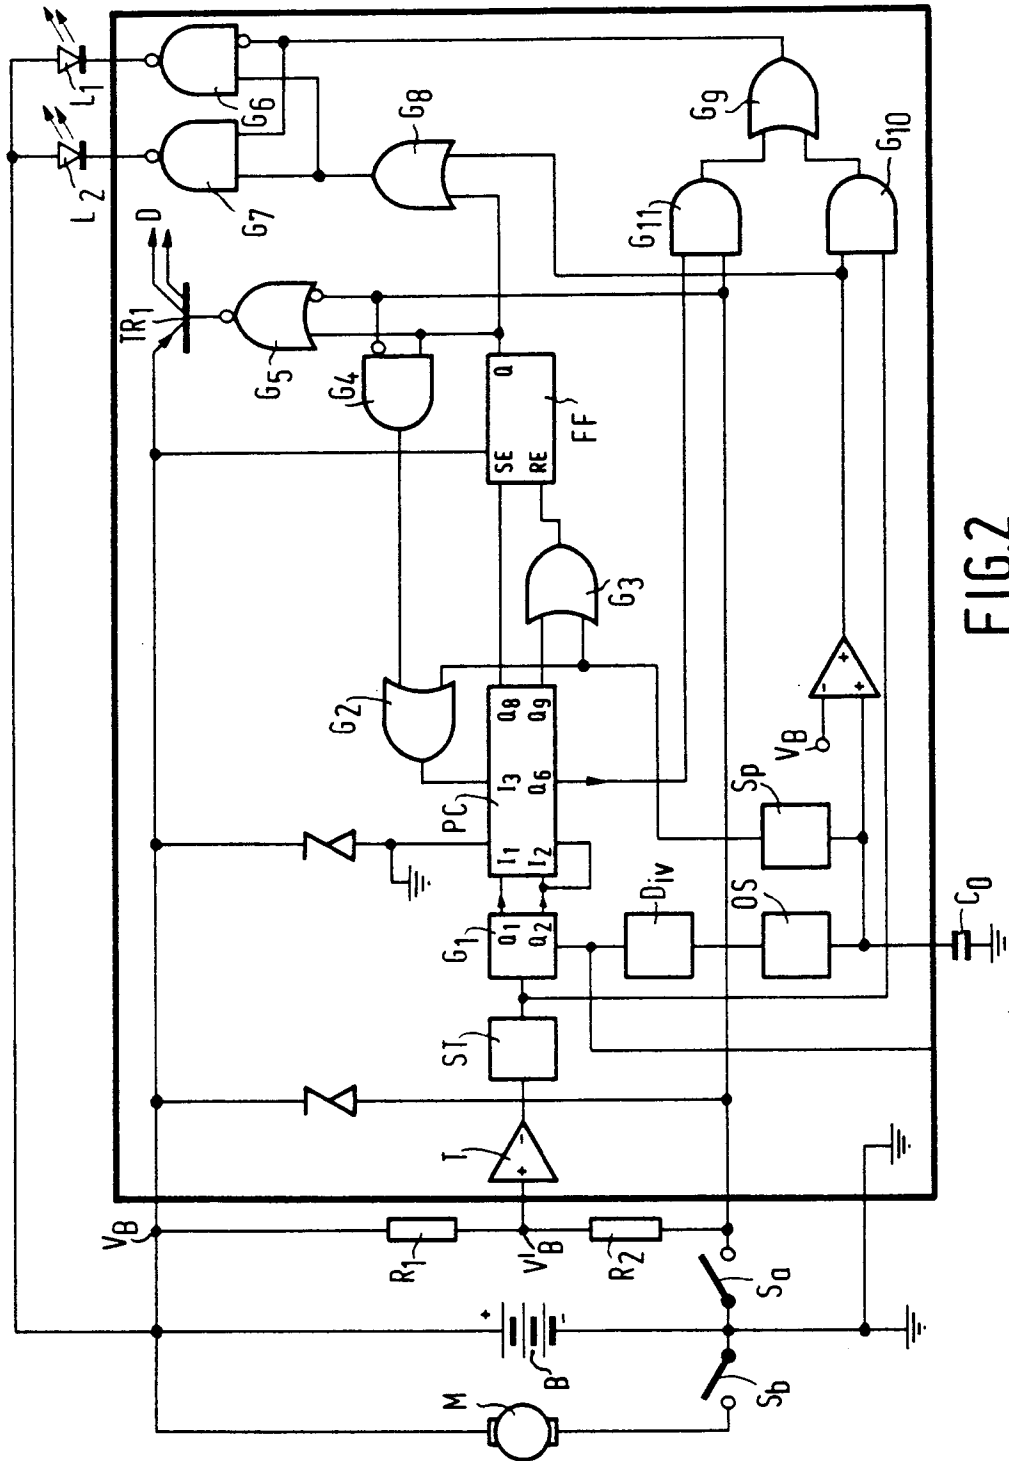 L1
L2
D
TR1
G6
G7
G8
G9
G10
G11
G5
G4
Q
SE
RE
FF
G3
G2
Q8
Q9
I3
Q6
PC
I1
I2
G1
Q1
Q2
Div
OS
Sp
VB
-
+
+
C0
ST
T
+
-
VB
R1
V'B
R2
Sa
Sb
+
-
B
M
FIG.2